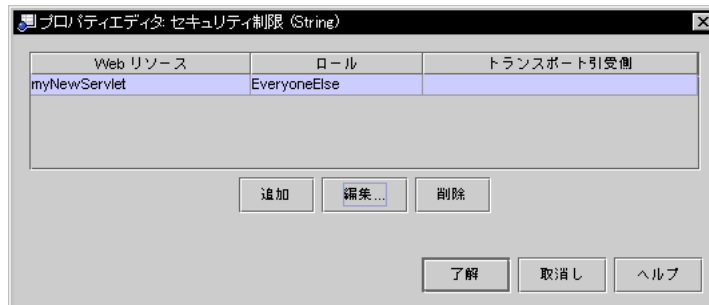 プロパティエディタ: セキュリティ制限 (String)
Web リソース ロール トランスポート引受側
myNewServlet EveryoneElse
追加 編集... 削除
了解 取消し ヘルプ